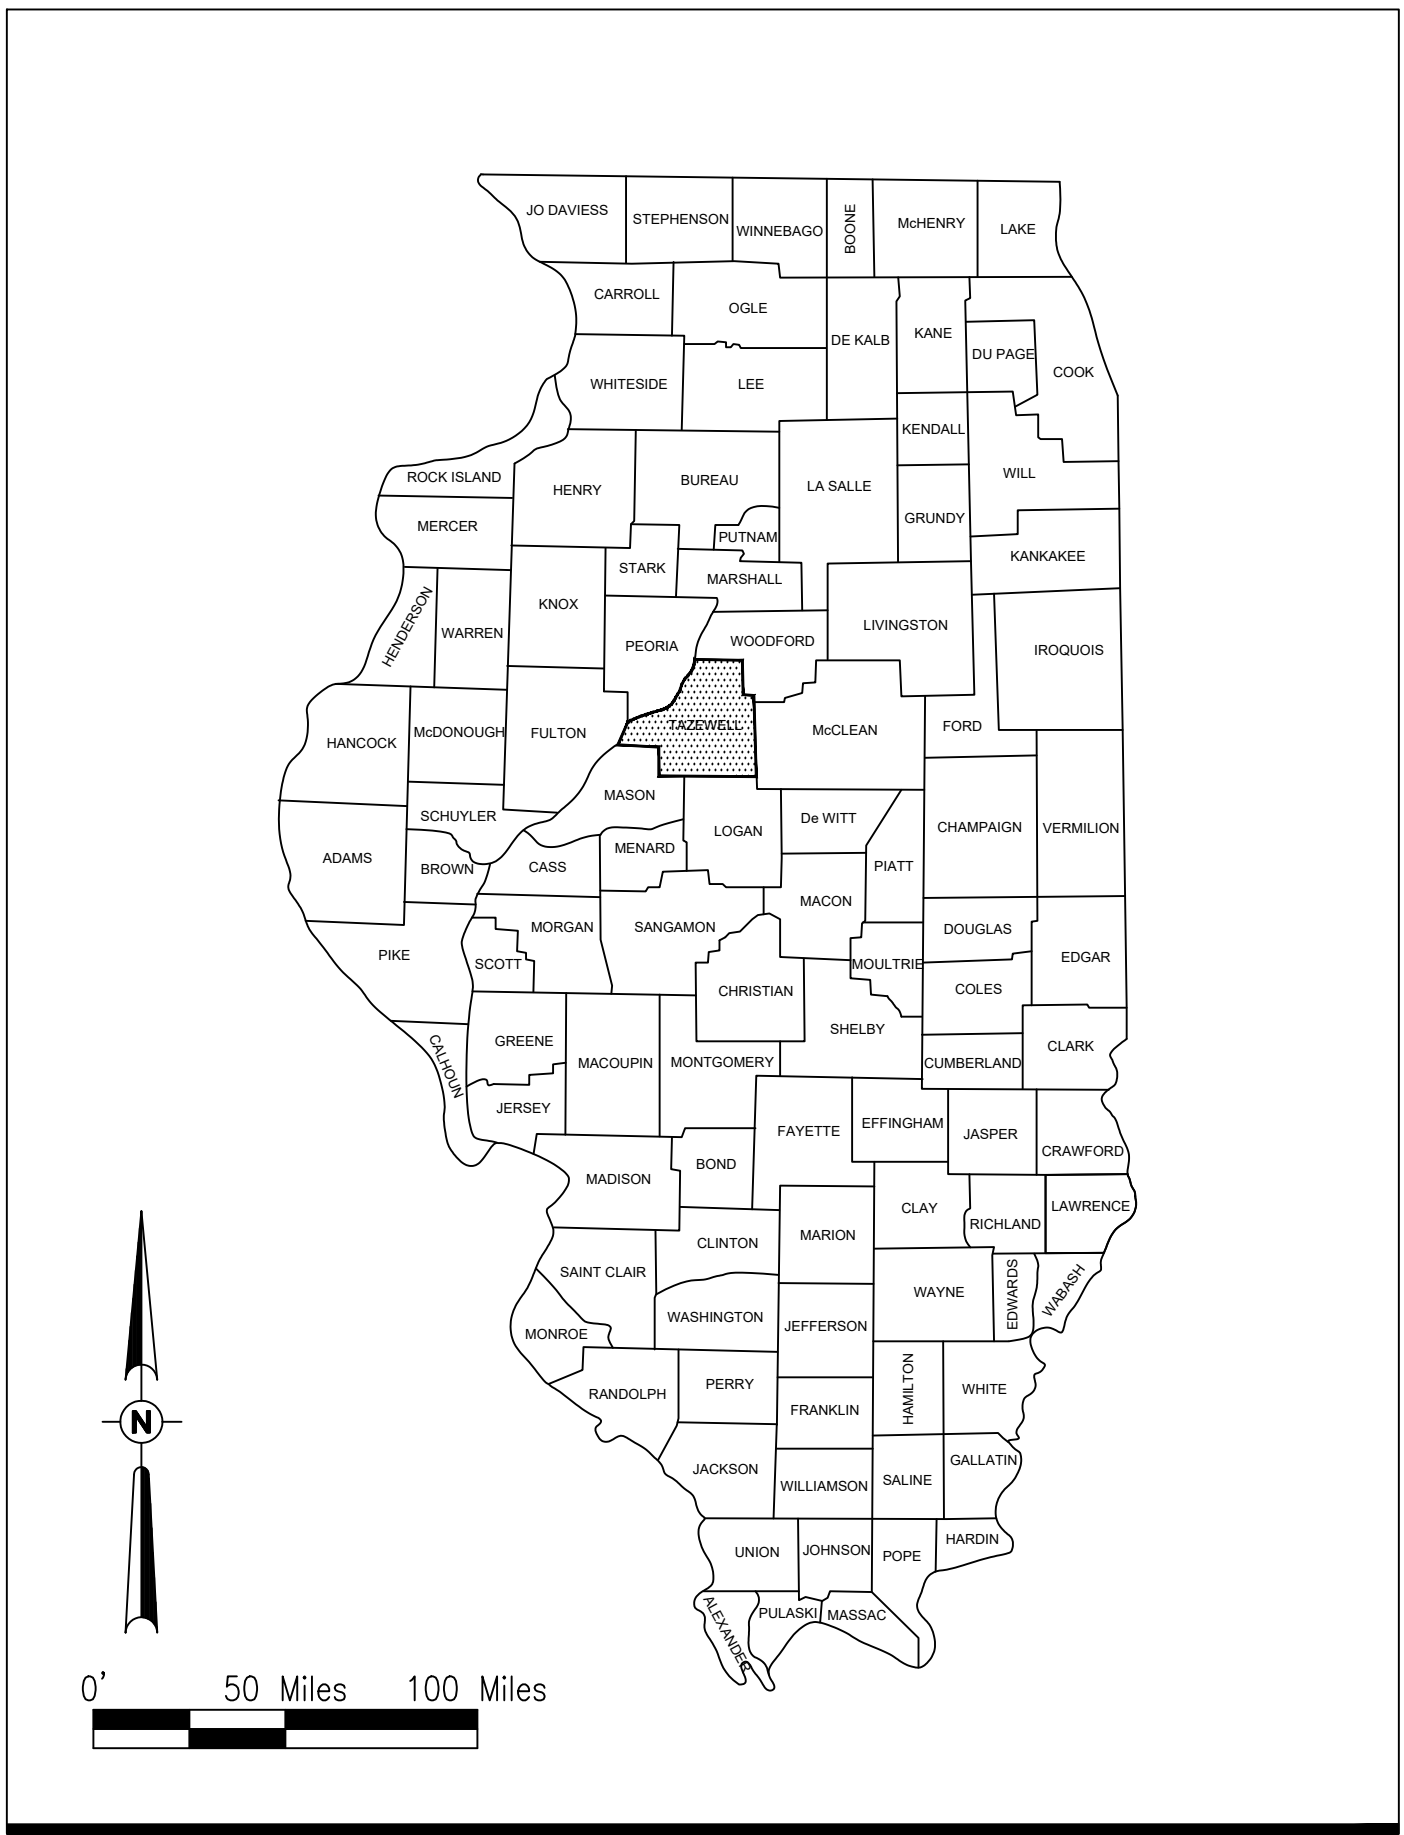 JO DAVIESS
STEPHENSON
WINNEBAGO
BOONE
McHENRY
LAKE
CARROLL
OGLE
DE KALB
KANE
DU PAGE
COOK
WHITESIDE
LEE
KENDALL
ROCK ISLAND
HENRY
BUREAU
LA SALLE
WILL
MERCER
PUTNAM
GRUNDY
KANKAKEE
STARK
MARSHALL
HENDERSON
WARREN
KNOX
PEORIA
WOODFORD
LIVINGSTON
IROQUOIS
HANCOCK
McDONOUGH
FULTON
TAZEWELL
McCLEAN
FORD
MASON
SCHUYLER
LOGAN
De WITT
CHAMPAIGN
VERMILION
ADAMS
BROWN
CASS
MENARD
PIATT
MACON
PIKE
MORGAN
SANGAMON
DOUGLAS
EDGAR
SCOTT
MOULTRIE
CHRISTIAN
COLES
SHELBY
CALHOUN
GREENE
MACOUPIN
MONTGOMERY
CUMBERLAND
CLARK
JERSEY
FAYETTE
EFFINGHAM
JASPER
CRAWFORD
MADISON
BOND
CLAY
RICHLAND
LAWRENCE
CLINTON
MARION
SAINT CLAIR
WAYNE
EDWARDS
WABASH
MONROE
WASHINGTON
JEFFERSON
RANDOLPH
PERRY
FRANKLIN
HAMILTON
WHITE
JACKSON
WILLIAMSON
SALINE
GALLATIN
UNION
JOHNSON
POPE
HARDIN
ALEXANDER
PULASKI
MASSAC
N
0' 50 Miles 100 Miles